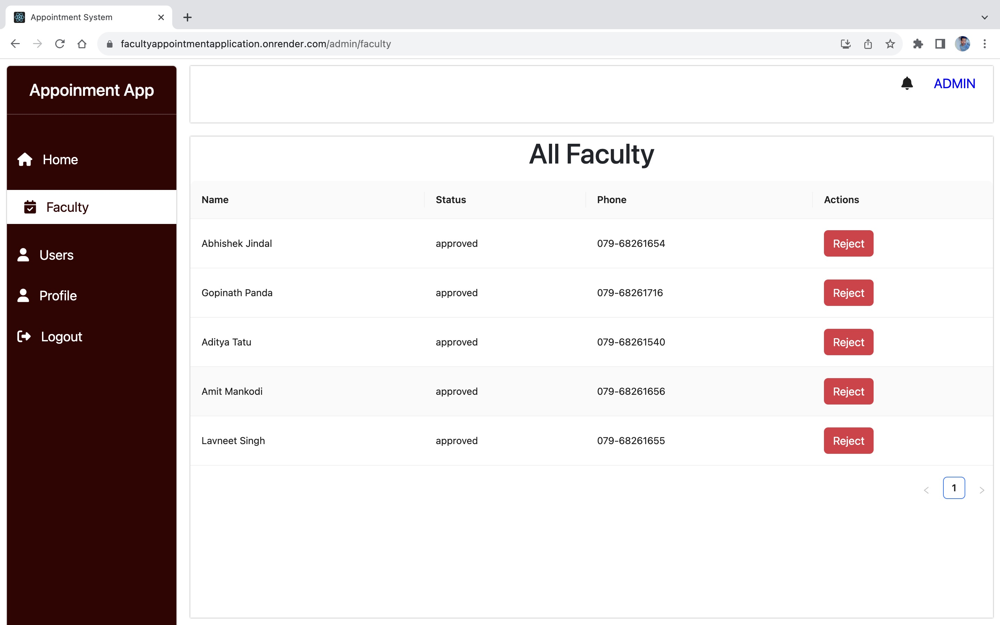 Appointment System
facultyappointmentapplication.onrender.com/admin/faculty
Appoinment App
ADMIN
Home
Faculty
Users
Profile
Logout
All Faculty
Name Status Phone Actions
Abhishek Jindal approved 079-68261654 Reject
Gopinath Panda approved 079-68261716 Reject
Aditya Tatu approved 079-68261540 Reject
Amit Mankodi approved 079-68261656 Reject
Lavneet Singh approved 079-68261655 Reject
< 1 >